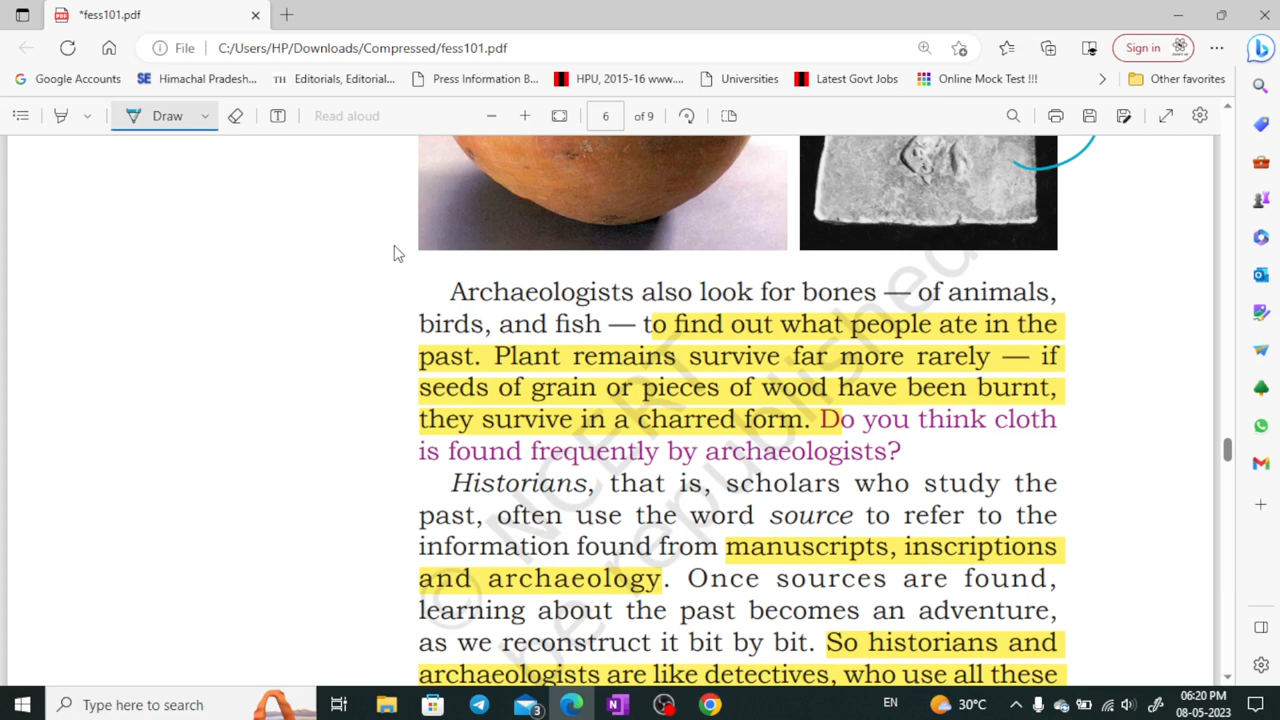 *fess101.pdf
File C:/Users/HP/Downloads/Compressed/fess101.pdf
Sign in
Google Accounts SE Himachal Pradesh... TH Editorials, Editorial... Press Information B... HPU, 2015-16 www.... Universities Latest Govt Jobs Online Mock Test !!! Other favorites
Draw Read aloud 6 of 9
Archaeologists also look for bones — of animals,
birds, and fish — to find out what people ate in the
past. Plant remains survive far more rarely — if
seeds of grain or pieces of wood have been burnt,
they survive in a charred form. Do you think cloth
is found frequently by archaeologists?
Historians, that is, scholars who study the
past, often use the word source to refer to the
information found from manuscripts, inscriptions
and archaeology. Once sources are found,
learning about the past becomes an adventure,
as we reconstruct it bit by bit. So historians and
archaeologists are like detectives, who use all these
© NCERT
be republished
Type here to search
3
EN
30°C
06:20 PM
08-05-2023